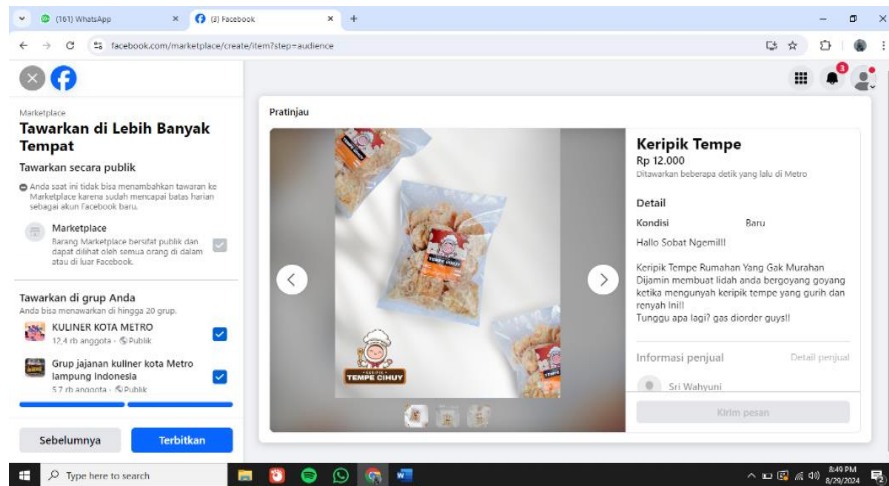 (161) WhatsApp
(3) Facebook
facebook.com/marketplace/create/item?step=audience
3
Marketplace
Tawarkan di Lebih Banyak
Tempat
Tawarkan secara publik
Anda saat ini tidak bisa menambahkan tawaran ke
Marketplace karena sudah mencapai batas harian
sebagai akun Facebook baru.
Marketplace
Barang Marketplace bersifat publik dan
dapat dilihat oleh semua orang di dalam
atau di luar Facebook.
Tawarkan di grup Anda
Anda bisa menawarkan di hingga 20 grup.
KULINER KOTA METRO
12,4 rb anggota · Publik
Grup jajanan kuliner kota Metro
lampung Indonesia
5,7 rb anggota · Publik
Sebelumnya
Terbitkan
Pratinjau
TEMPE CIHUY
TEMPE CIHUY
Keripik Tempe
Rp 12.000
Ditawarkan beberapa detik yang lalu di Metro
Detail
Kondisi Baru
Hallo Sobat Ngemilll
Keripik Tempe Rumahan Yang Gak Murahan
Dijamin membuat lidah anda bergoyang goyang
ketika mengunyah keripik tempe yang gurih dan
renyah Ini!!
Tunggu apa lagi? gas diorder guys!!
Informasi penjual Detail penjual
Sri Wahyuni
Kirim pesan
Type here to search
8:49 PM
8/29/2024
2